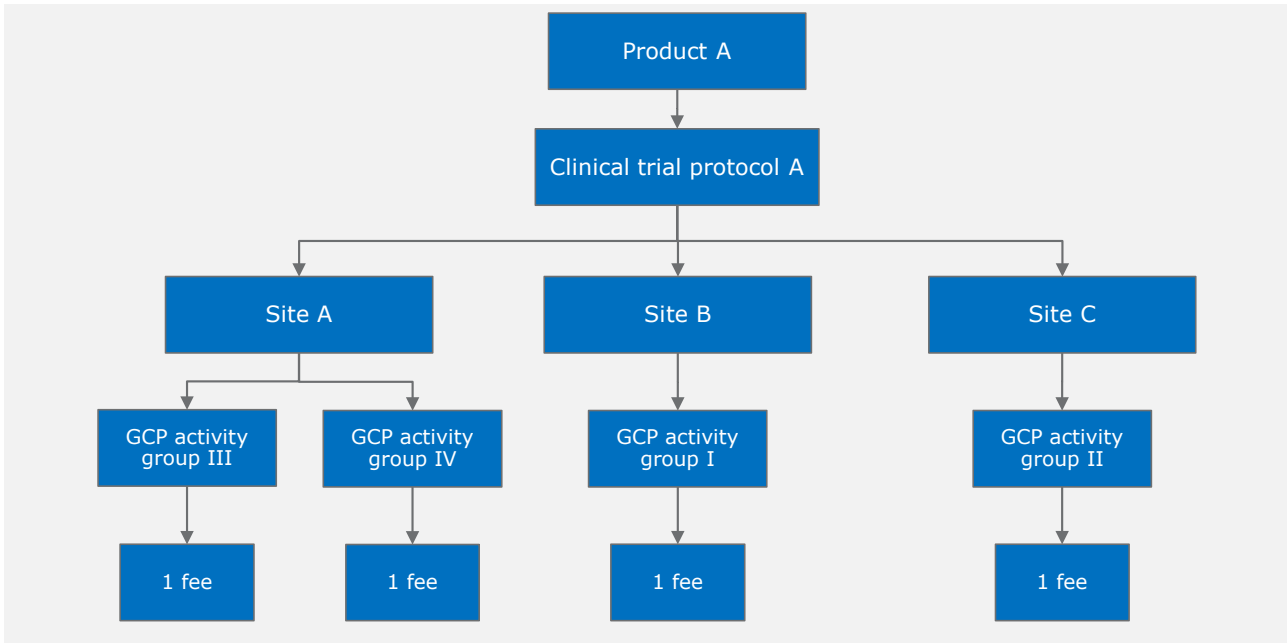 Product A
Clinical trial protocol A
Site A
Site B
Site C
GCP activity
group III
GCP activity
group IV
GCP activity
group I
GCP activity
group II
1 fee
1 fee
1 fee
1 fee